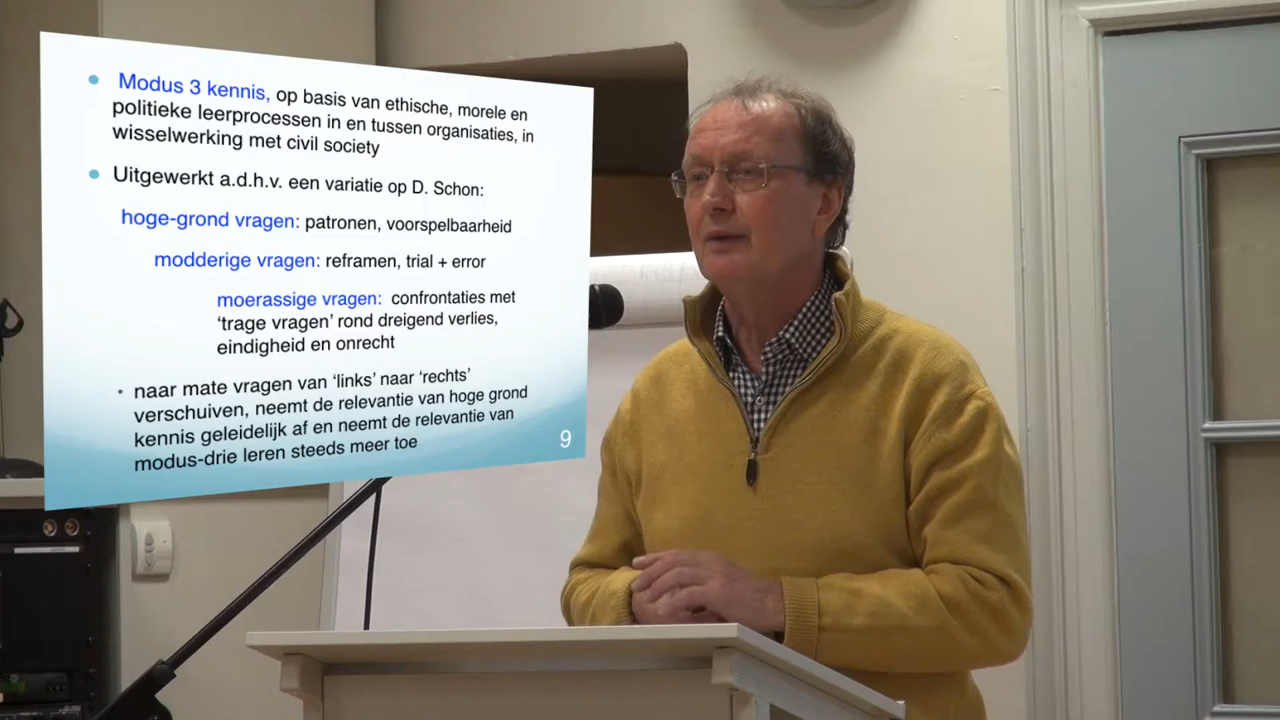 Modus 3 kennis, op basis van ethische, morele en
politieke leerprocessen in en tussen organisaties, in
wisselwerking met civil society
Uitgewerkt a.d.h.v. een variatie op D. Schon:
hoge-grond vragen: patronen, voorspelbaarheid
modderige vragen: reframen, trial + error
moerassige vragen: confrontaties met
‘trage vragen’ rond dreigend verlies,
eindigheid en onrecht
naar mate vragen van ‘links’ naar ‘rechts’
verschuiven, neemt de relevantie van hoge grond
kennis geleidelijk af en neemt de relevantie van
modus-drie leren steeds meer toe
9